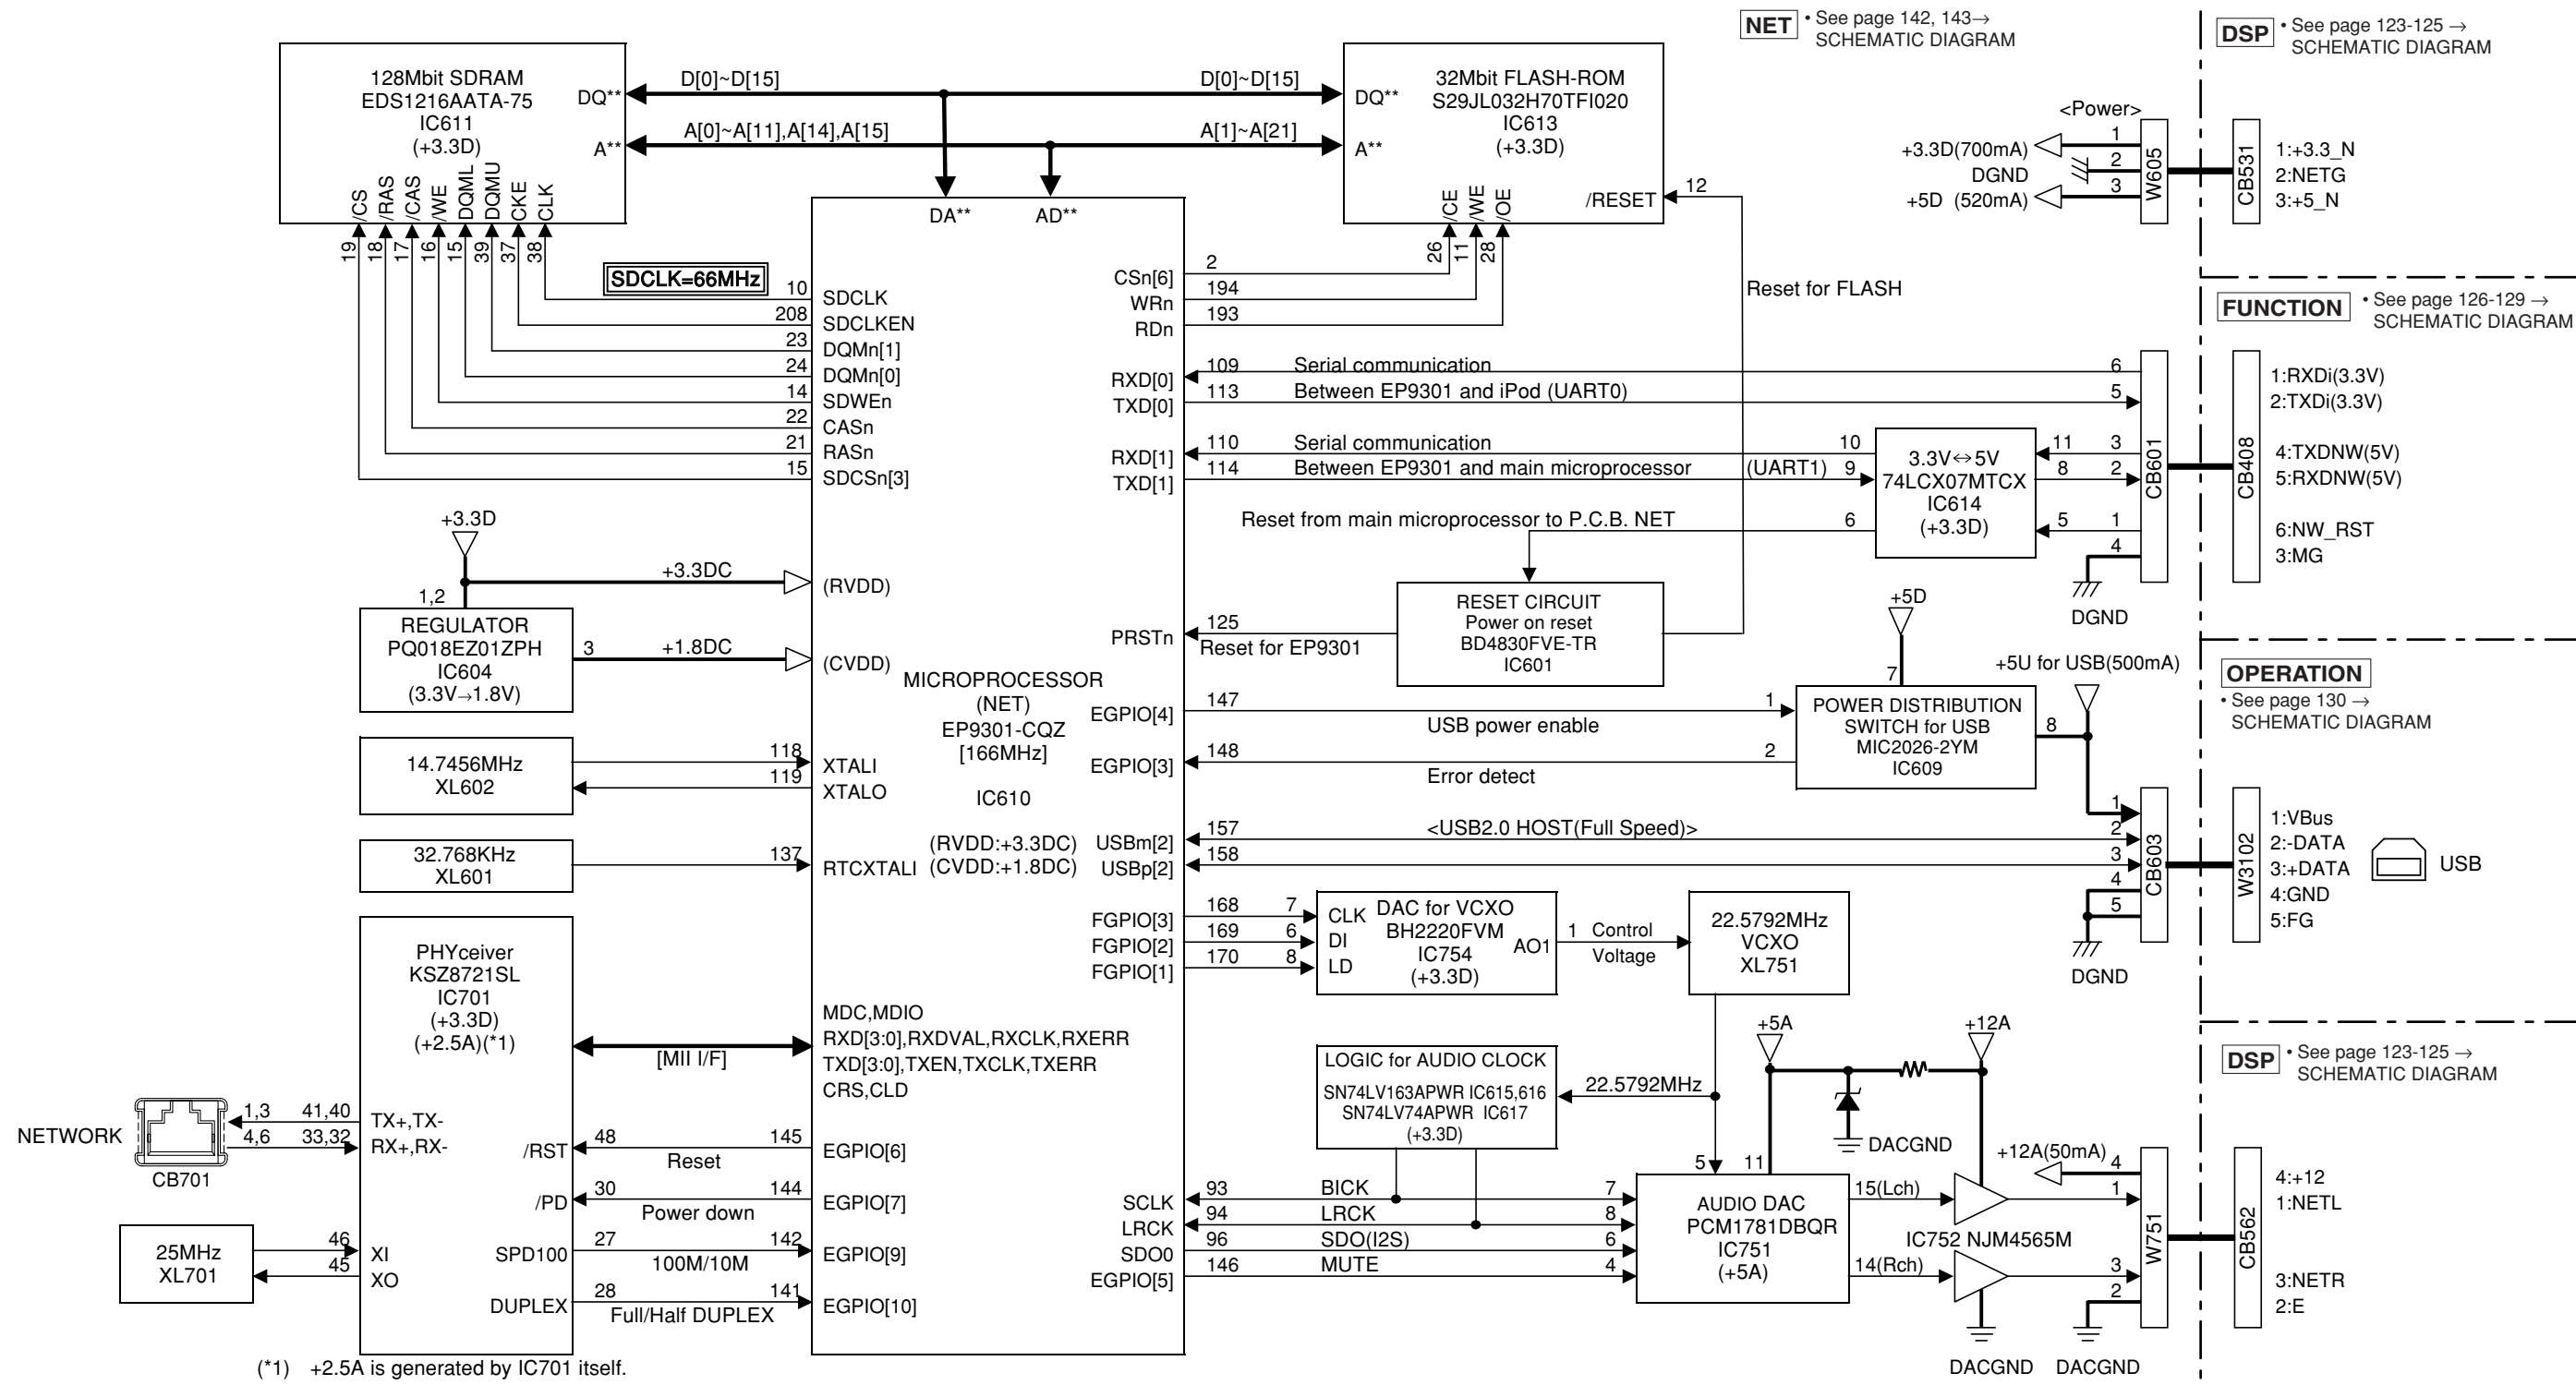 NET
• See page 142, 143→
SCHEMATIC DIAGRAM
DSP
• See page 123-125 →
SCHEMATIC DIAGRAM
128Mbit SDRAM
EDS1216AATA-75
IC611
(+3.3D)
DQ**
A**
/CS
/RAS
/CAS
/WE
DQML
DQMU
CKE
CLK
19
18
17
16
15
39
37
38
D[0]~D[15]
D[0]~D[15]
A[0]~A[11],A[14],A[15]
A[1]~A[21]
32Mbit FLASH-ROM
S29JL032H70TFI020
IC613
(+3.3D)
DQ**
A**
/CE
/WE
/OE
/RESET
12
26
11
28
Reset for FLASH
<Power>
+3.3D(700mA)
DGND
+5D (520mA)
1
2
3
W605
CB531
1:+3.3_N
2:NETG
3:+5_N
FUNCTION
• See page 126-129 →
SCHEMATIC DIAGRAM
SDCLK=66MHz
DA**
AD**
10
SDCLK
208
SDCLKEN
23
DQMn[1]
24
DQMn[0]
14
SDWEn
22
CASn
21
RASn
15
SDCSn[3]
CSn[6]
2
WRn
194
RDn
193
RXD[0]
109
Serial communication
6
TXD[0]
113
Between EP9301 and iPod (UART0)
5
RXD[1]
110
Serial communication
10
TXD[1]
114
Between EP9301 and main microprocessor
(UART1)
9
3.3V↔5V
74LCX07MTCX
IC614
(+3.3D)
11
3
8
2
5
1
4
6
Reset from main microprocessor to P.C.B. NET
DGND
CB601
CB408
1:RXDi(3.3V)
2:TXDi(3.3V)
4:TXDNW(5V)
5:RXDNW(5V)
6:NW_RST
3:MG
+3.3D
+3.3DC
(RVDD)
1,2
REGULATOR
PQ018EZ01ZPH
IC604
(3.3V→1.8V)
3
+1.8DC
(CVDD)
RESET CIRCUIT
Power on reset
BD4830FVE-TR
IC601
PRSTn
125
Reset for EP9301
MICROPROCESSOR
(NET)
EP9301-CQZ
[166MHz]
IC610
(RVDD:+3.3DC)
(CVDD:+1.8DC)
+5D
7
+5U for USB(500mA)
POWER DISTRIBUTION
SWITCH for USB
MIC2026-2YM
IC609
8
EGPIO[4]
147
USB power enable
1
EGPIO[3]
148
Error detect
2
OPERATION
• See page 130 →
SCHEMATIC DIAGRAM
14.7456MHz
XL602
118
XTALI
119
XTALO
32.768KHz
XL601
137
RTCXTALI
USBm[2]
157
<USB2.0 HOST(Full Speed)>
USBp[2]
158
1
2
3
4
5
CB603
W3102
1:VBus
2:-DATA
3:+DATA
4:GND
5:FG
USB
DGND
FGPIO[3]
168
7
CLK
FGPIO[2]
169
6
DI
FGPIO[1]
170
8
LD
DAC for VCXO
BH2220FVM
IC754
(+3.3D)
AO1
1
Control
Voltage
22.5792MHz
VCXO
XL751
PHYceiver
KSZ8721SL
IC701
(+3.3D)
(+2.5A)(*1)
[MII I/F]
MDC,MDIO
RXD[3:0],RXDVAL,RXCLK,RXERR
TXD[3:0],TXEN,TXCLK,TXERR
CRS,CLD
LOGIC for AUDIO CLOCK
SN74LV163APWR IC615,616
SN74LV74APWR IC617
(+3.3D)
22.5792MHz
+5A
+12A
DACGND
DSP
• See page 123-125 →
SCHEMATIC DIAGRAM
NETWORK
CB701
1,3
41,40
TX+,TX-
4,6
33,32
RX+,RX-
/RST
48
Reset
145
EGPIO[6]
/PD
30
Power down
144
EGPIO[7]
25MHz
XL701
46
XI
45
XO
SPD100
27
100M/10M
142
EGPIO[9]
DUPLEX
28
Full/Half DUPLEX
141
EGPIO[10]
SCLK
93
BICK
7
LRCK
94
LRCK
8
SDO0
96
SDO(I2S)
6
EGPIO[5]
146
MUTE
4
5
11
AUDIO DAC
PCM1781DBQR
IC751
(+5A)
15(Lch)
14(Rch)
IC752 NJM4565M
+12A(50mA)
4
1
3
2
W751
CB562
4:+12
1:NETL
3:NETR
2:E
DACGND
DACGND
(*1) +2.5A is generated by IC701 itself.